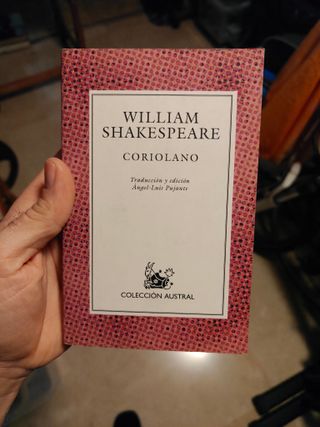 WILLIAM
SHAKESPEARE
CORIOLANO
Traducción y edición
Ángel-Luis Pujante
COLECCIÓN AUSTRAL